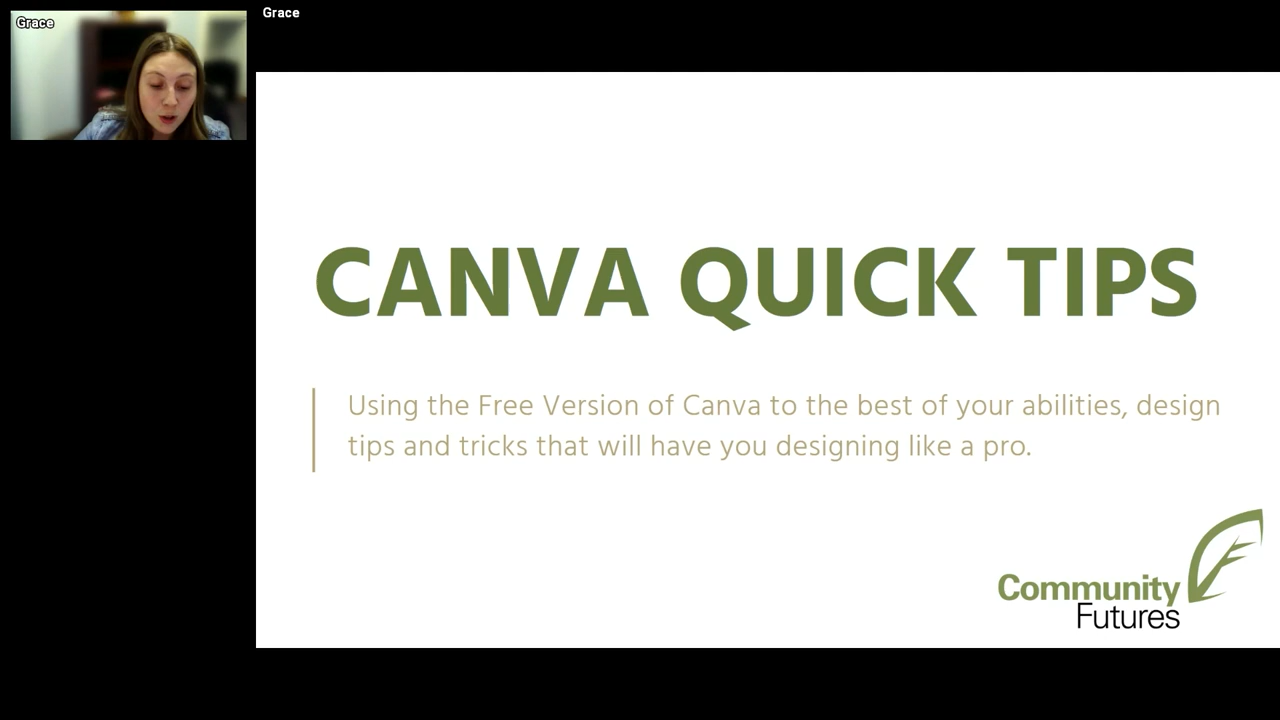 Grace
Grace
CANVA QUICK TIPS
Using the Free Version of Canva to the best of your abilities, design
tips and tricks that will have you designing like a pro.
Community
Futures